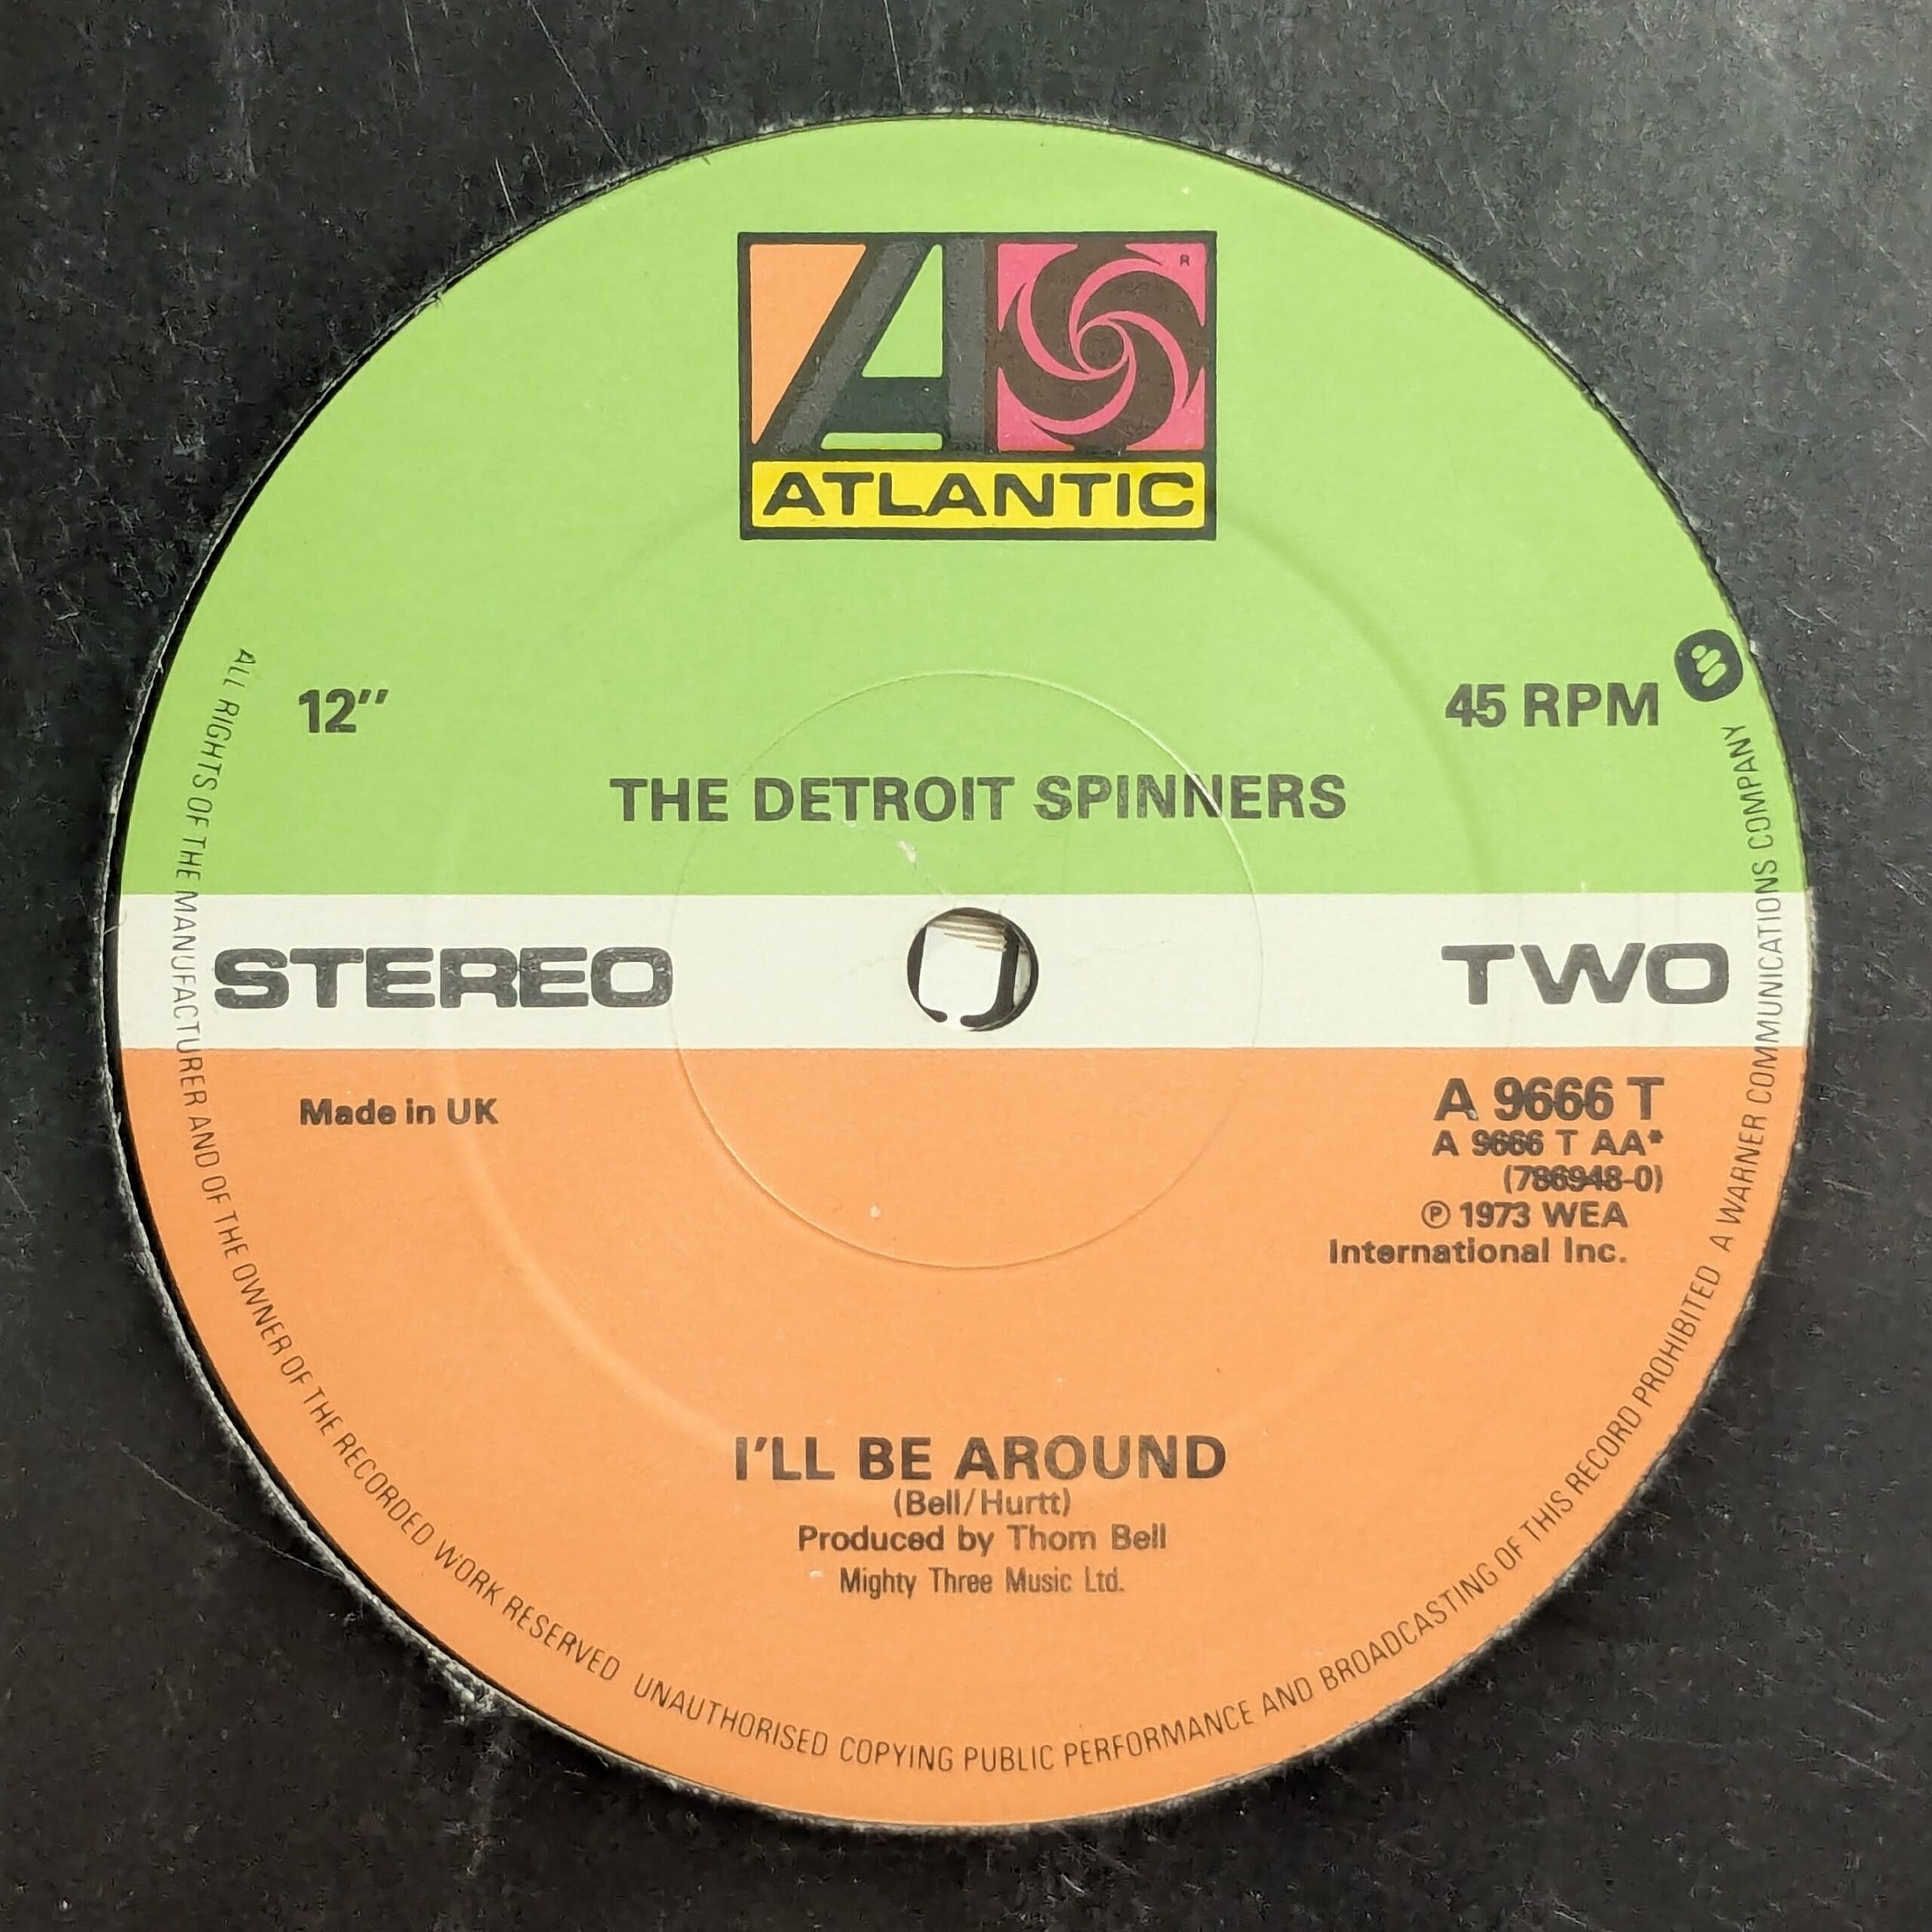 R
ATLANTIC
12"
45 RPM
THE DETROIT SPINNERS
STEREO
TWO
Made in UK
A 9666 T
A 9666 T AA*
(786948-0)
℗ 1973 WEA
International Inc.
I'LL BE AROUND
(Bell/Hurtt)
Produced by Thom Bell
Mighty Three Music Ltd.
ALL RIGHTS OF THE MANUFACTURER AND OF THE OWNER OF THE RECORDED WORK RESERVED UNAUTHORISED COPYING PUBLIC PERFORMANCE AND BROADCASTING OF THIS RECORD PROHIBITED A WARNER COMMUNICATIONS COMPANY